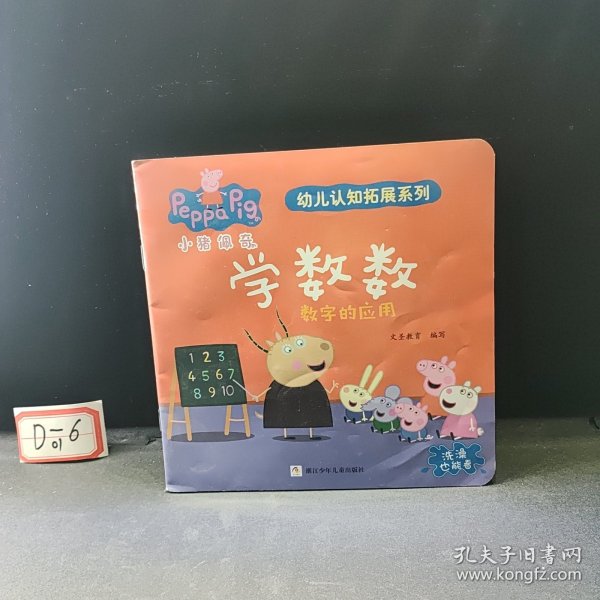 Peppa Pig
小猪佩奇
幼儿认知拓展系列
学数数
数字的应用
文圣教育 编写
1 2 3
4 5 6 7
8 9 10
洗澡
也能看
浙江少年儿童出版社
D 6
01
孔夫子旧书网
www.kongfz.com